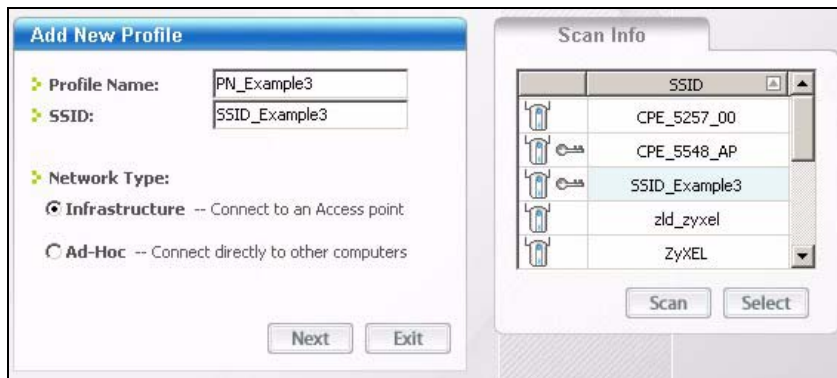 Add New Profile
Profile Name: PN_Example3
SSID: SSID_Example3
Network Type:
Infrastructure -- Connect to an Access point
Ad-Hoc -- Connect directly to other computers
Next Exit
Scan Info
SSID
CPE_5257_00
CPE_5548_AP
SSID_Example3
zld_zyxel
ZyXEL
Scan Select